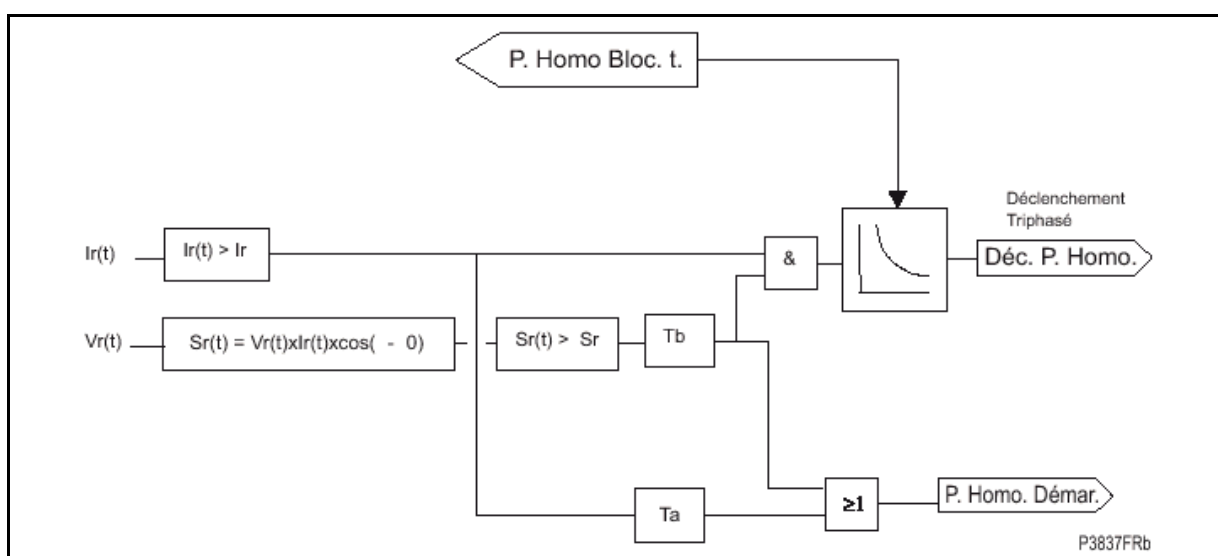 P. Homo Bloc. t.
Déclenchement
Triphasé
Ir(t)
Ir(t) > Ir
&
Déc. P. Homo.
Vr(t)
Sr(t) = Vr(t)xIr(t)xcos( - 0)
Sr(t) > Sr
Tb
Ta
≥1
P. Homo. Démar.
P3837FRb